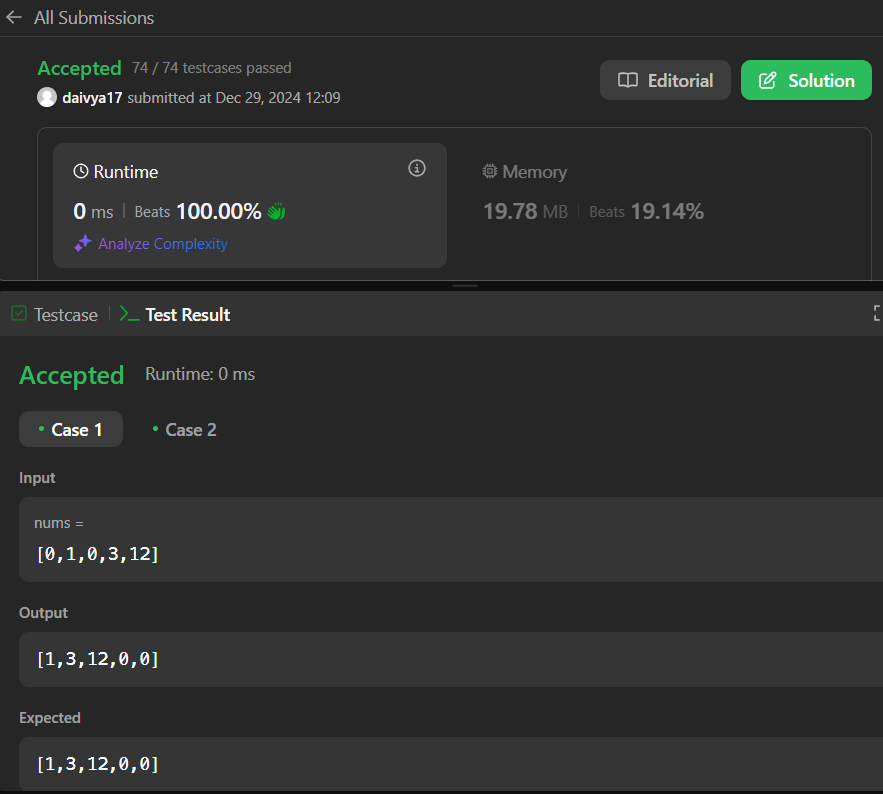 All Submissions
Accepted 74 / 74 testcases passed
daivya17 submitted at Dec 29, 2024 12:09
Editorial
Solution
Runtime
0 ms | Beats 100.00%
Analyze Complexity
Memory
19.78 MB | Beats 19.14%
Testcase | >_ Test Result
Accepted Runtime: 0 ms
• Case 1 • Case 2
Input
nums =
[0,1,0,3,12]
Output
[1,3,12,0,0]
Expected
[1,3,12,0,0]